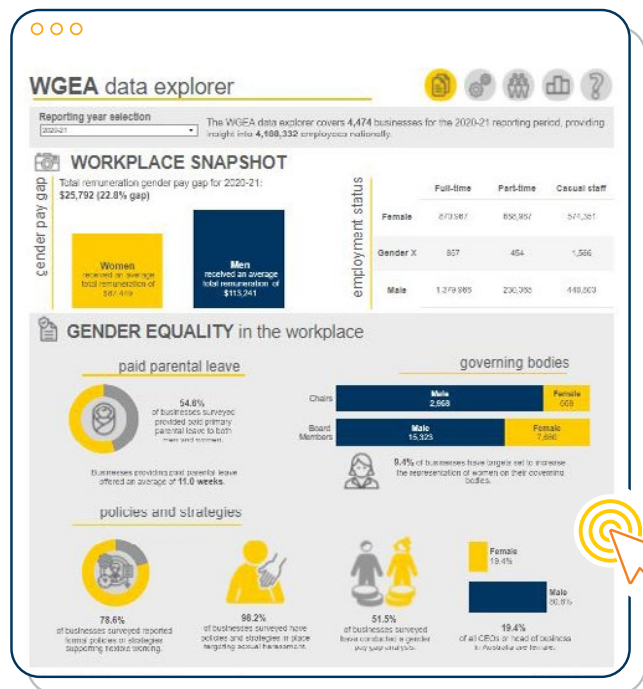 WGEA data explorer
Reporting year selection
2020-21
The WGEA data explorer covers 4,474 businesses for the 2020-21 reporting period, providing
insight into 4,168,332 employees nationally.
WORKPLACE SNAPSHOT
gender pay gap
Total remuneration gender pay gap for 2020-21:
$25,792 (22.8% gap)
Women
received an average
total remuneration of
$87,449
Men
received an average
total remuneration of
$113,241
employment status
Full-time Part-time Casual staff
Female
Gender X 454
Male
GENDER EQUALITY in the workplace
paid parental leave
54.6%
of businesses surveyed
provided paid primary
parental leave to both
men and women.
Businesses providing paid parental leave
offered an average of 11.0 weeks.
governing bodies
Chairs
Male
2,968
Female
Board
Members
Male
15,323
Female
9.4% of businesses have targets set to increase
the representation of women on their governing
bodies.
policies and strategies
78.6%
of businesses surveyed reported
formal policies or strategies
supporting flexible working.
98.2%
of businesses surveyed have
policies and strategies in place
targeting sexual harassment.
51.5%
of businesses surveyed
have conducted a gender
pay gap analysis.
Female
19.4%
Male
80.6%
19.4%
of all CEOs or head of business
in Australia are female.